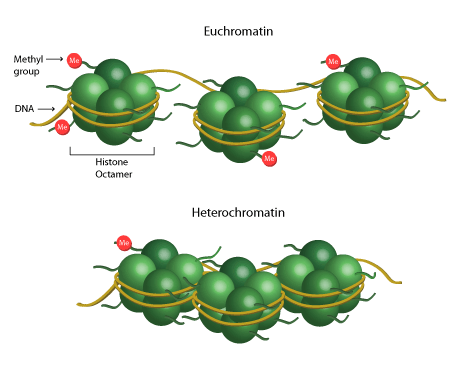 Euchromatin
Methyl
group
Me
Me
DNA
Me
Me
Histone
Octamer
Heterochromatin
Me